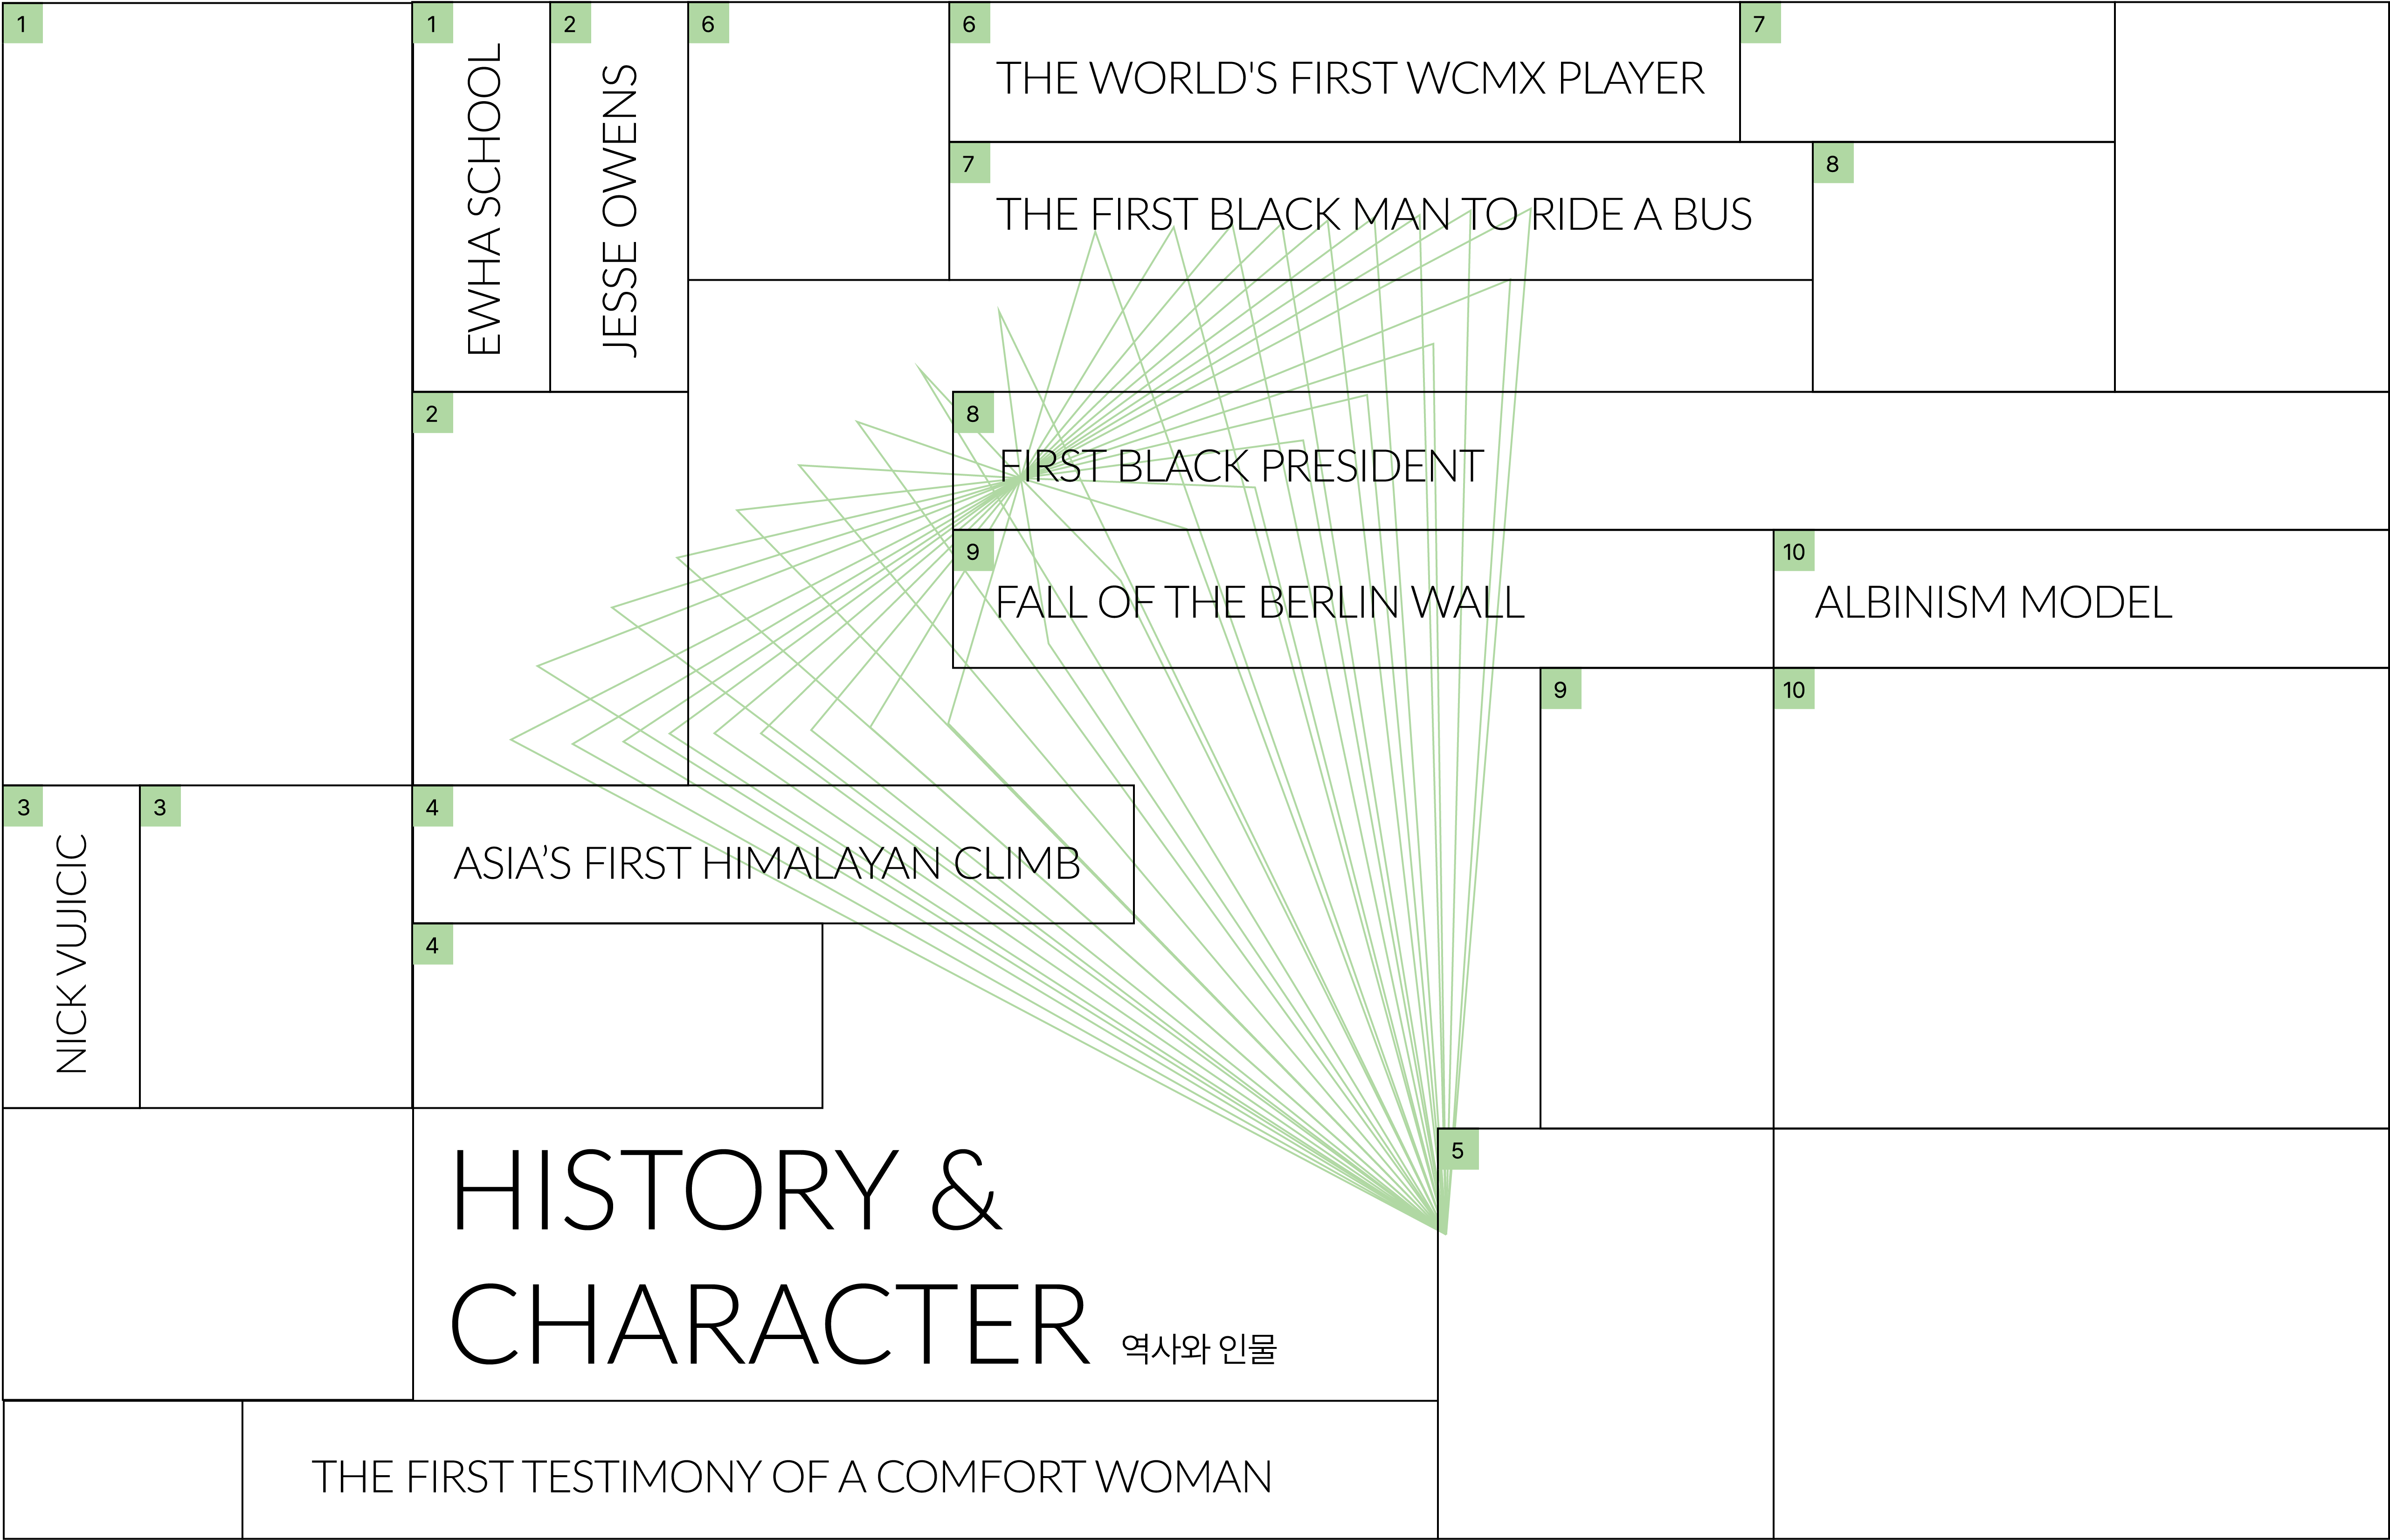 1
1
EWHA SCHOOL
2
JESSE OWENS
6
6
THE WORLD'S FIRST WCMX PLAYER
7
7
THE FIRST BLACK MAN TO RIDE A BUS
8
2
8
FIRST BLACK PRESIDENT
9
FALL OF THE BERLIN WALL
10
ALBINISM MODEL
9
10
3
NICK VUJICIC
3
4
ASIA’S FIRST HIMALAYAN CLIMB
4
5
HISTORY &
CHARACTER 역사와 인물
THE FIRST TESTIMONY OF A COMFORT WOMAN